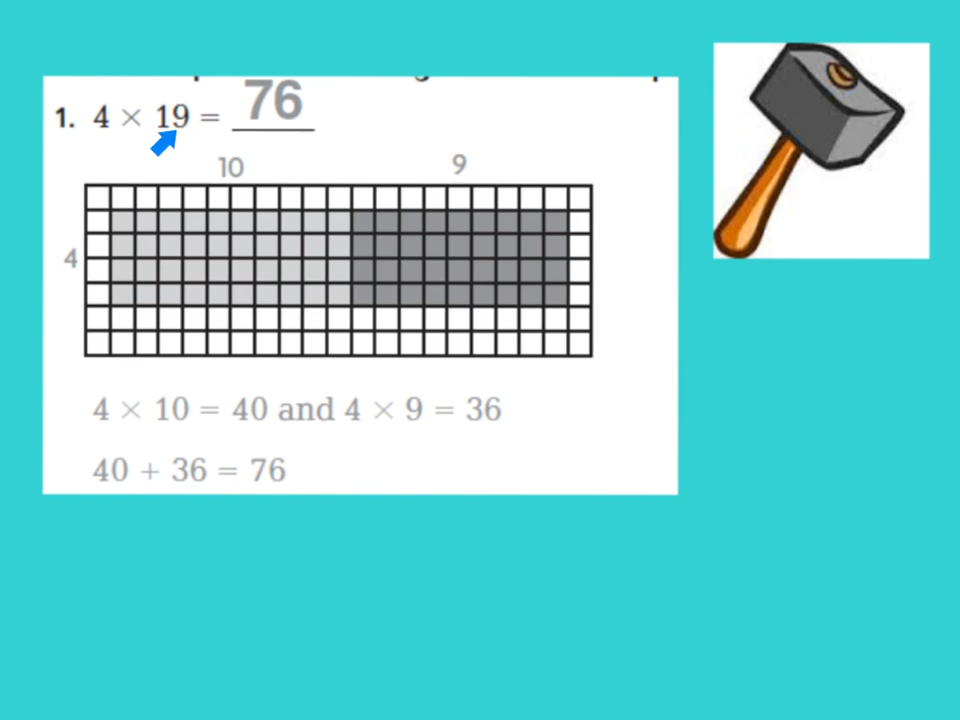 1. 4 × 19 = 76
10 9
4
4 × 10 = 40 and 4 × 9 = 36
40 + 36 = 76